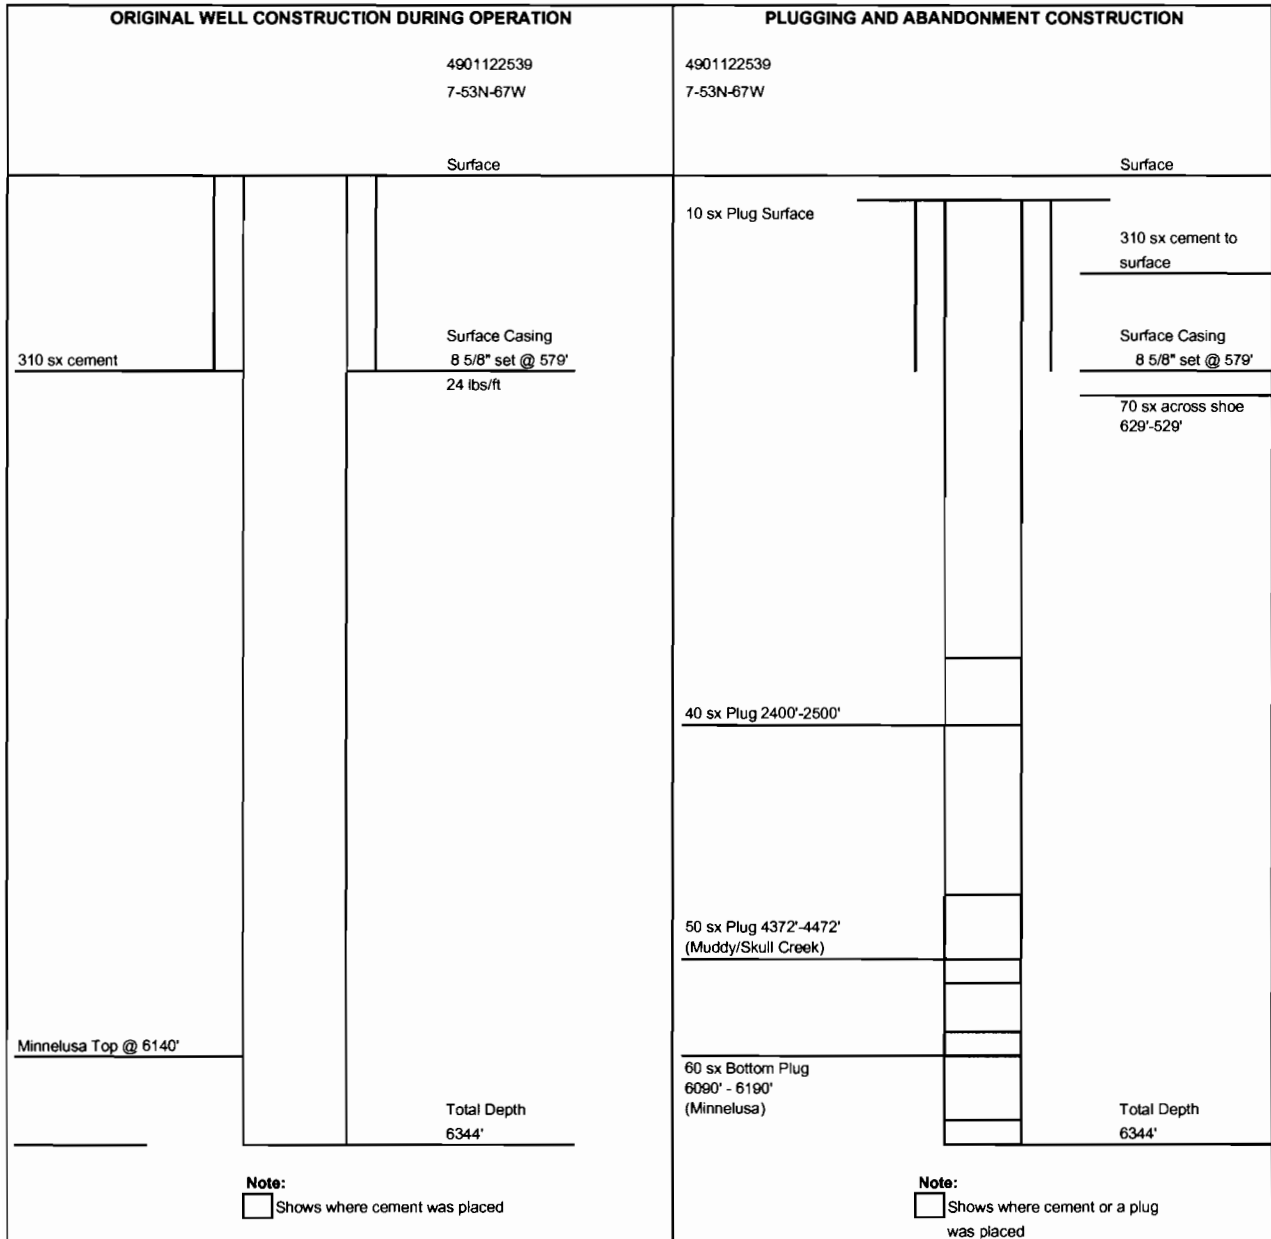 ORIGINAL WELL CONSTRUCTION DURING OPERATION
4901122539
7-53N-67W
Surface
310 sx cement
Surface Casing
8 5/8" set @ 579'
24 lbs/ft
Minnelusa Top @ 6140'
Total Depth
6344'
Note:
Shows where cement was placed
PLUGGING AND ABANDONMENT CONSTRUCTION
4901122539
7-53N-67W
Surface
10 sx Plug Surface
310 sx cement to
surface
Surface Casing
8 5/8" set @ 579'
70 sx across shoe
629'-529'
40 sx Plug 2400'-2500'
50 sx Plug 4372'-4472'
(Muddy/Skull Creek)
60 sx Bottom Plug
6090' - 6190'
(Minnelusa)
Total Depth
6344'
Note:
Shows where cement or a plug
was placed